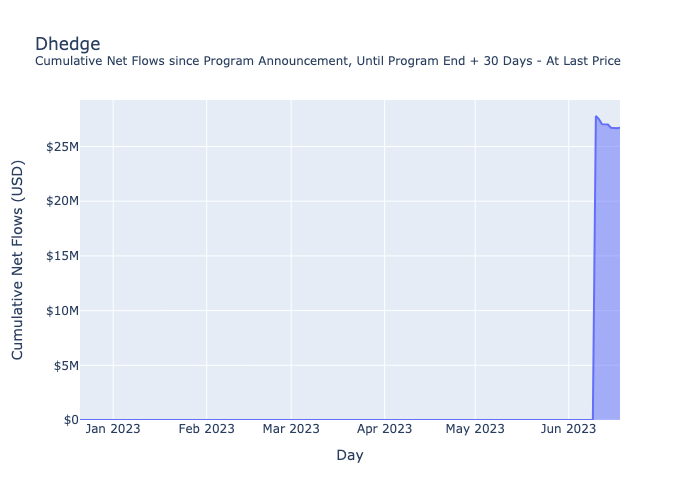 Dhedge
Cumulative Net Flows since Program Announcement, Until Program End + 30 Days - At Last Price
Cumulative Net Flows (USD)
$25M
$20M
$15M
$10M
$5M
$0
Jan 2023 Feb 2023 Mar 2023 Apr 2023 May 2023 Jun 2023
Day